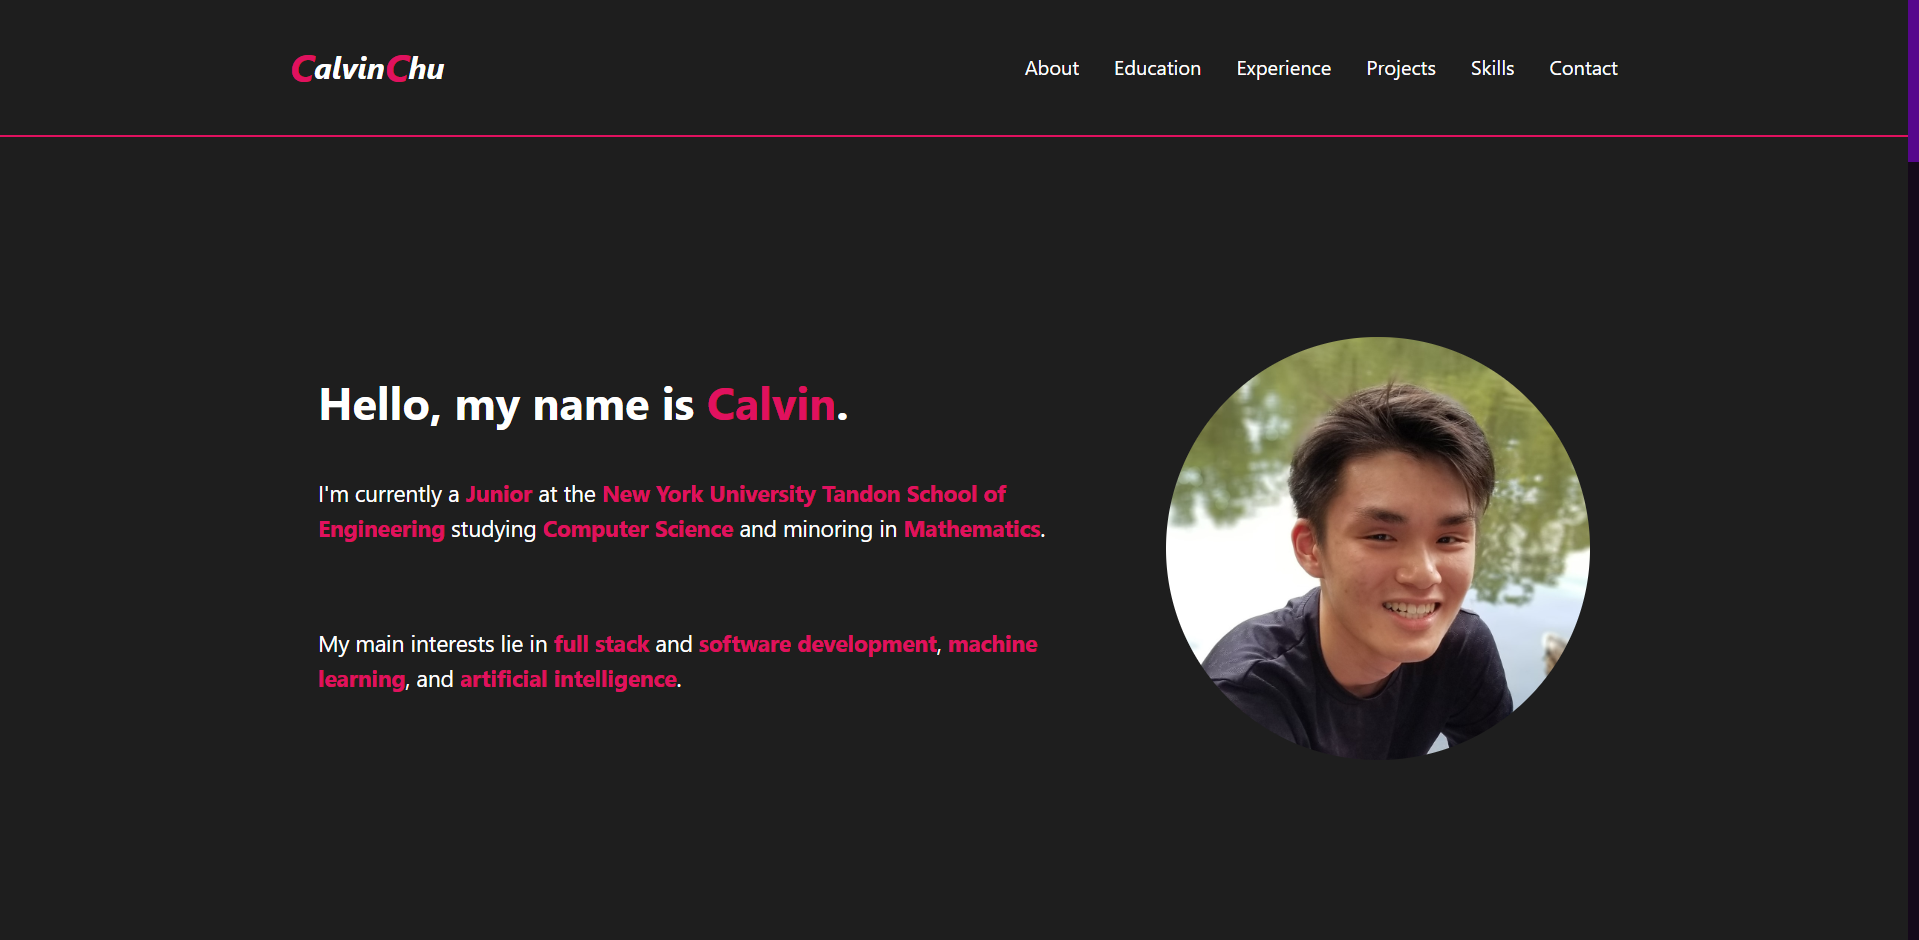 CalvinChu
About Education Experience Projects Skills Contact
Hello, my name is Calvin.
I'm currently a Junior at the New York University Tandon School of
Engineering studying Computer Science and minoring in Mathematics.
My main interests lie in full stack and software development, machine
learning, and artificial intelligence.